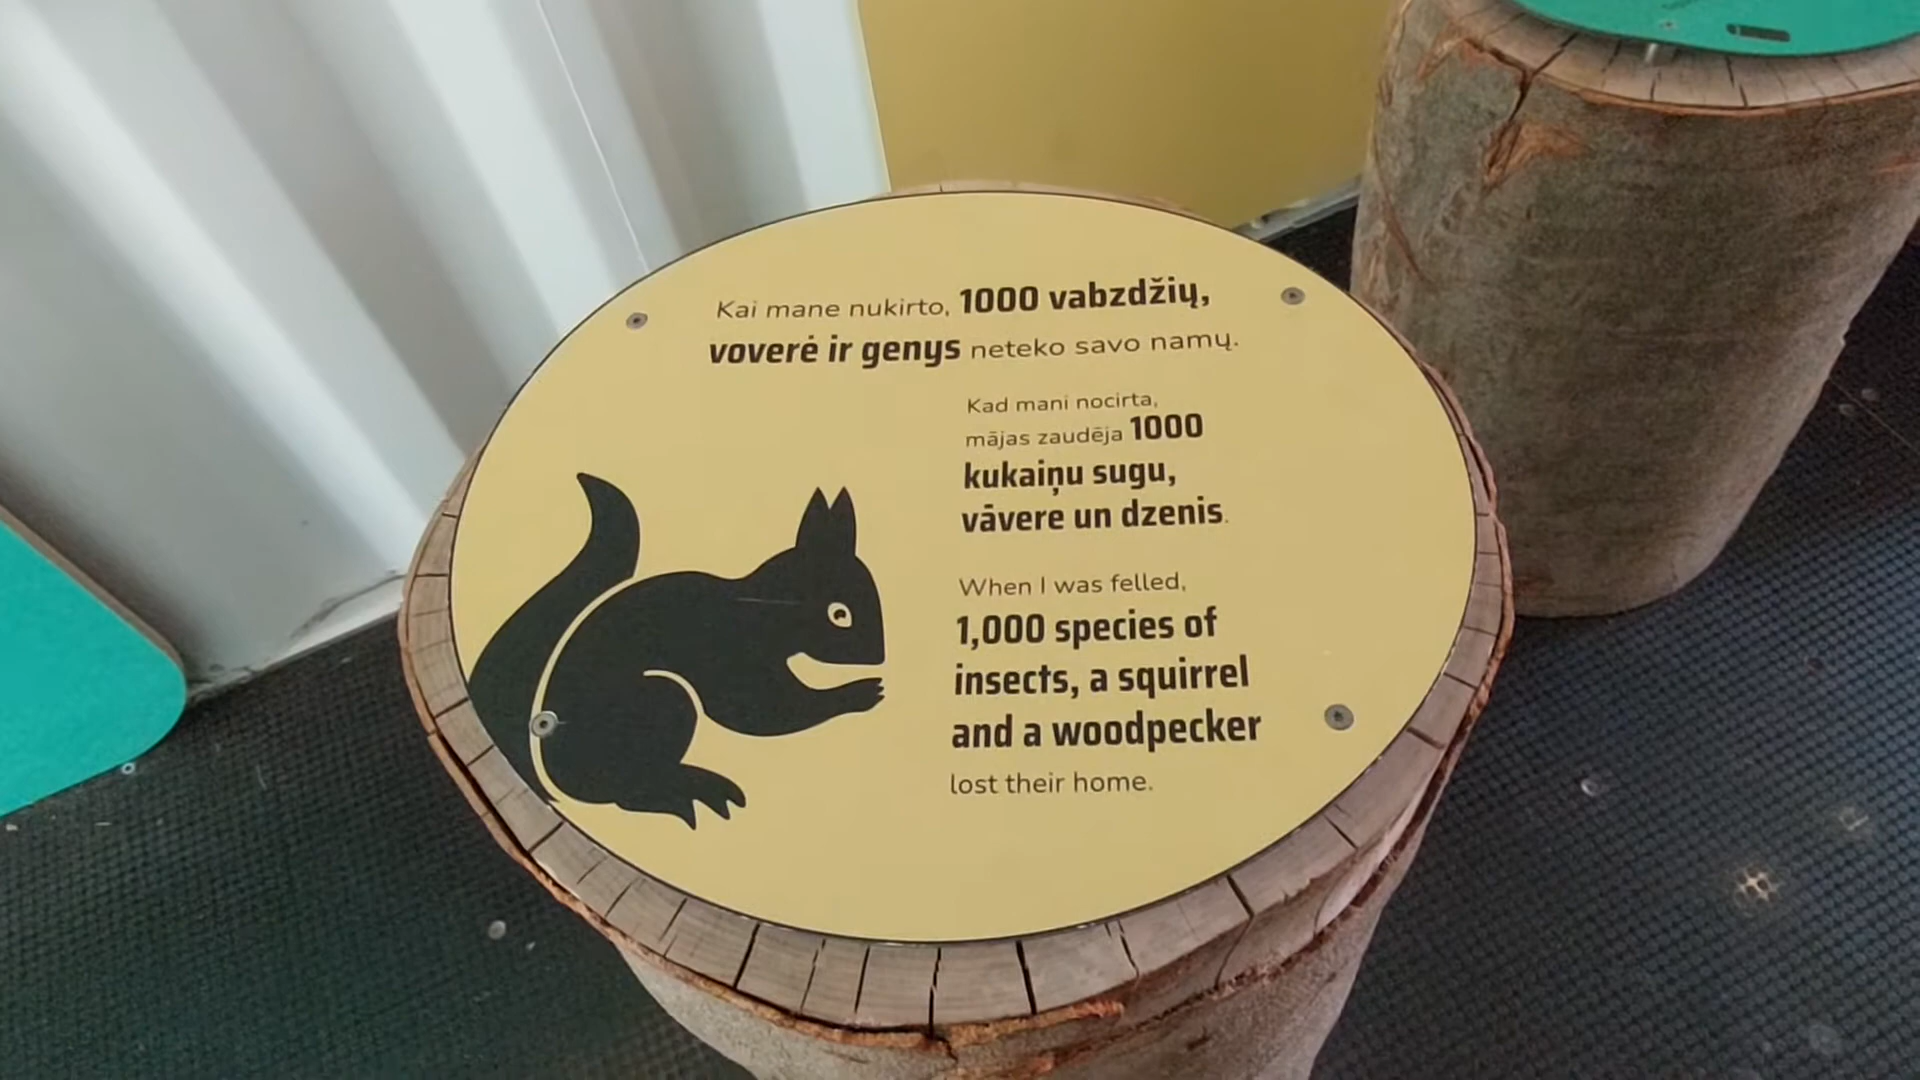 Kai mane nukirto, 1000 vabzdžių,
voverė ir genys neteko savo namų.
Kad mani nocirta,
mājas zaudēja 1000
kukaiņu sugu,
vāvere un dzenis.
When I was felled,
1,000 species of
insects, a squirrel
and a woodpecker
lost their home.